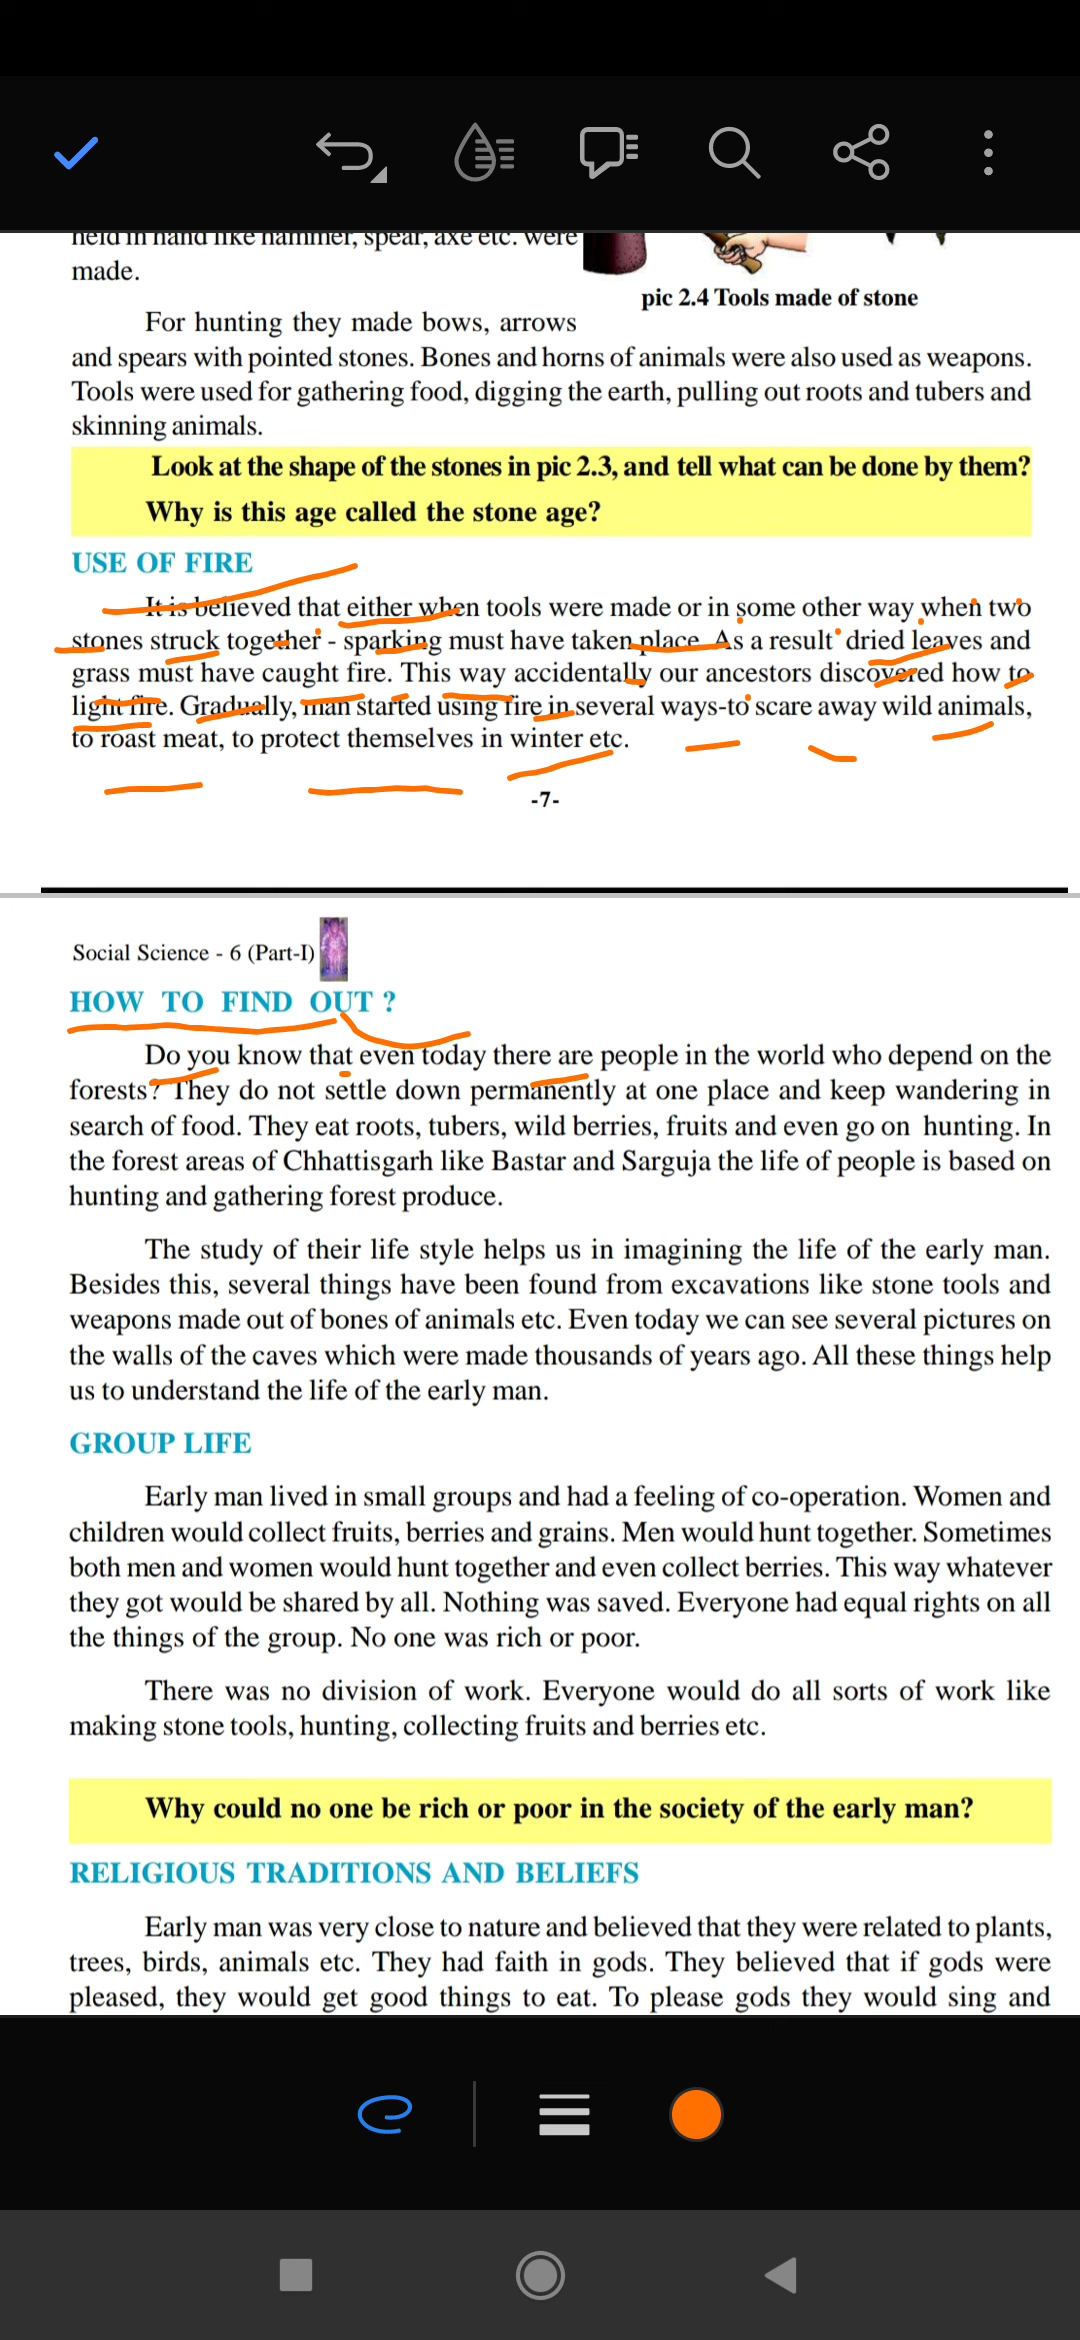 held in hand like hammer, spear, axe etc. were
made.
pic 2.4 Tools made of stone
For hunting they made bows, arrows
and spears with pointed stones. Bones and horns of animals were also used as weapons.
Tools were used for gathering food, digging the earth, pulling out roots and tubers and
skinning animals.
Look at the shape of the stones in pic 2.3, and tell what can be done by them?
Why is this age called the stone age?
USE OF FIRE
It is believed that either when tools were made or in some other way when two
stones struck together - sparking must have taken place. As a result dried leaves and
grass must have caught fire. This way accidentally our ancestors discovered how to
light fire. Gradually, man started using fire in several ways-to scare away wild animals,
to roast meat, to protect themselves in winter etc.
-7-
Social Science - 6 (Part-I)
HOW TO FIND OUT ?
Do you know that even today there are people in the world who depend on the
forests? They do not settle down permanently at one place and keep wandering in
search of food. They eat roots, tubers, wild berries, fruits and even go on hunting. In
the forest areas of Chhattisgarh like Bastar and Sarguja the life of people is based on
hunting and gathering forest produce.
The study of their life style helps us in imagining the life of the early man.
Besides this, several things have been found from excavations like stone tools and
weapons made out of bones of animals etc. Even today we can see several pictures on
the walls of the caves which were made thousands of years ago. All these things help
us to understand the life of the early man.
GROUP LIFE
Early man lived in small groups and had a feeling of co-operation. Women and
children would collect fruits, berries and grains. Men would hunt together. Sometimes
both men and women would hunt together and even collect berries. This way whatever
they got would be shared by all. Nothing was saved. Everyone had equal rights on all
the things of the group. No one was rich or poor.
There was no division of work. Everyone would do all sorts of work like
making stone tools, hunting, collecting fruits and berries etc.
Why could no one be rich or poor in the society of the early man?
RELIGIOUS TRADITIONS AND BELIEFS
Early man was very close to nature and believed that they were related to plants,
trees, birds, animals etc. They had faith in gods. They believed that if gods were
pleased, they would get good things to eat. To please gods they would sing and